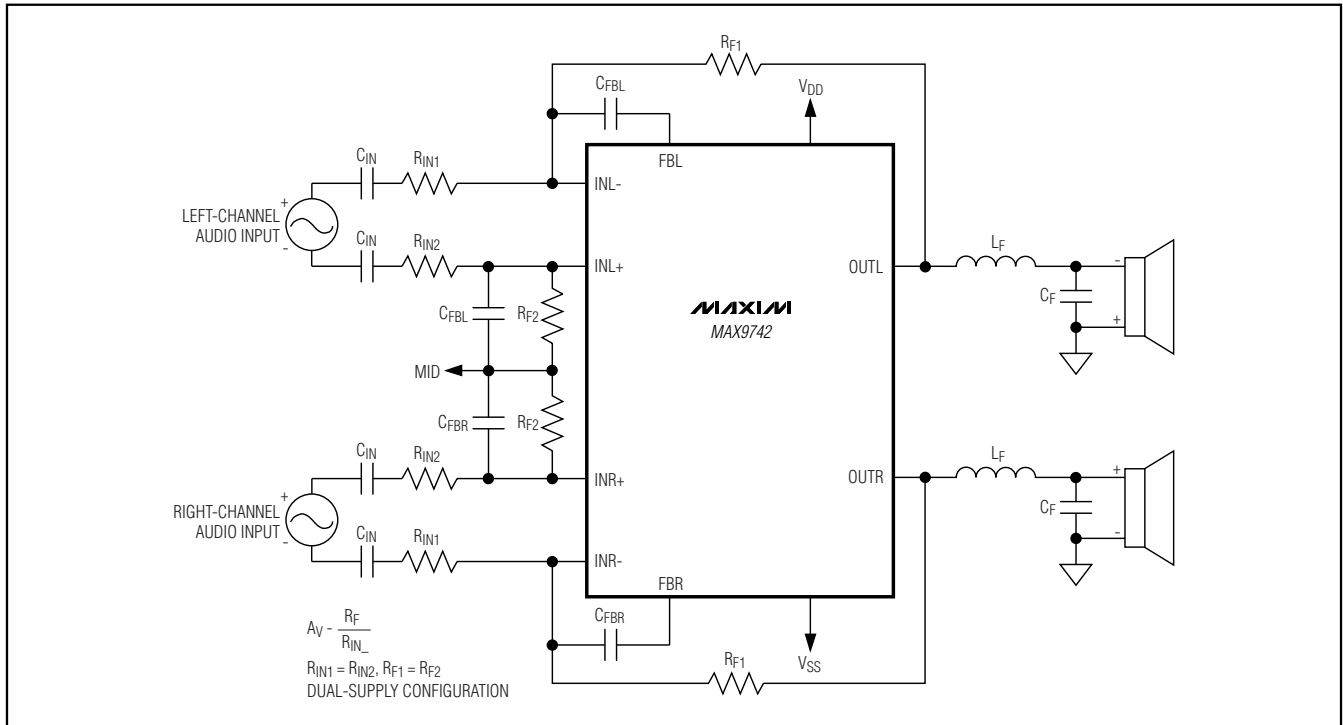 RF1
CFBL
VDD
FBL
CIN
RIN1
INL-
+
LEFT-CHANNEL
AUDIO INPUT
-
CIN
RIN2
INL+
OUTL
LF
-
CFBL
RF2
CF
+
MAXIM
MAX9742
MID
CFBR
RF2
CIN
RIN2
INR+
OUTR
LF
+
RIGHT-CHANNEL
AUDIO INPUT
+
-
CF
-
CIN
RIN1
INR-
FBR
CFBR
VSS
RF1
AV - RF
RIN_
RIN1 = RIN2, RF1 = RF2
DUAL-SUPPLY CONFIGURATION